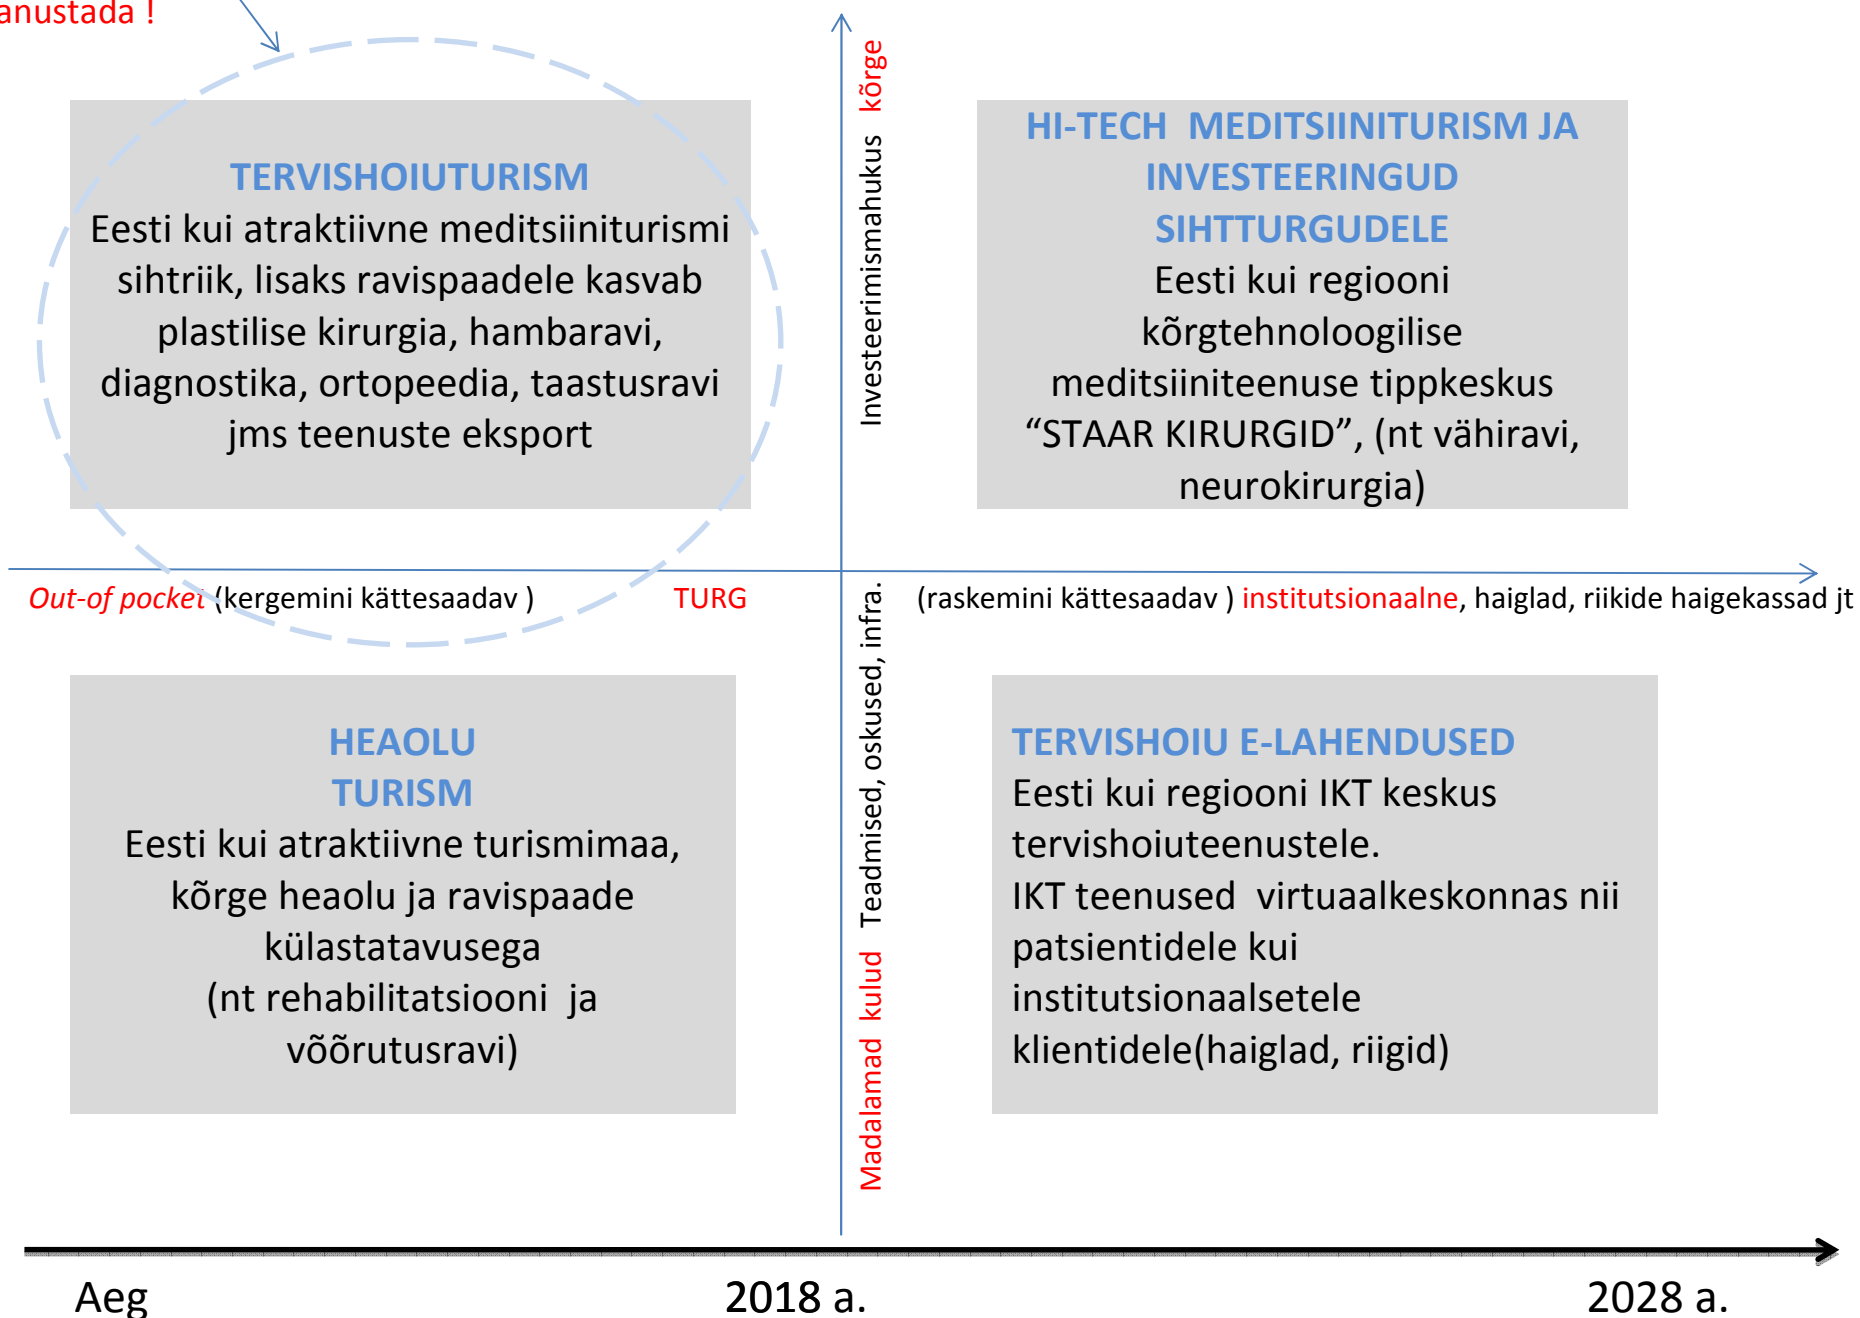 TERVISHOIUTURISM
Eesti kui atraktiivne meditsiiniturismi
sihtriik, lisaks ravispaadele kasvab
plastilise kirurgia, hambaravi,
diagnostika, ortopeedia, taastusravi
jms teenuste eksport
Investeerimismahukus kõrge
HI-TECH MEDITSIINITURISM JA
INVESTEERINGUD
SIHTTURGUDELE
Eesti kui regiooni
kõrgtehnoloogilise
meditsiiniteenuse tippkeskus
“STAAR KIRURGID”, (nt vähiravi,
neurokirurgia)
Out-of pocket (kergemini kättesaadav ) TURG
(raskemini kättesaadav ) institutsionaalne, haiglad, riikide haigekassad jt
HEAOLU
TURISM
Eesti kui atraktiivne turismimaa,
kõrge heaolu ja ravispaade
külastatavusega
(nt rehabilitatsiooni ja
võõrutusravi)
Madalamad kulud Teadmised, oskused, infra.
TERVISHOIU E-LAHENDUSED
Eesti kui regiooni IKT keskus
tervishoiuteenustele.
IKT teenused virtuaalkeskonnas nii
patsientidele kui
institutsionaalsetele
klientidele(haiglad, riigid)
Aeg 2018 a. 2028 a.